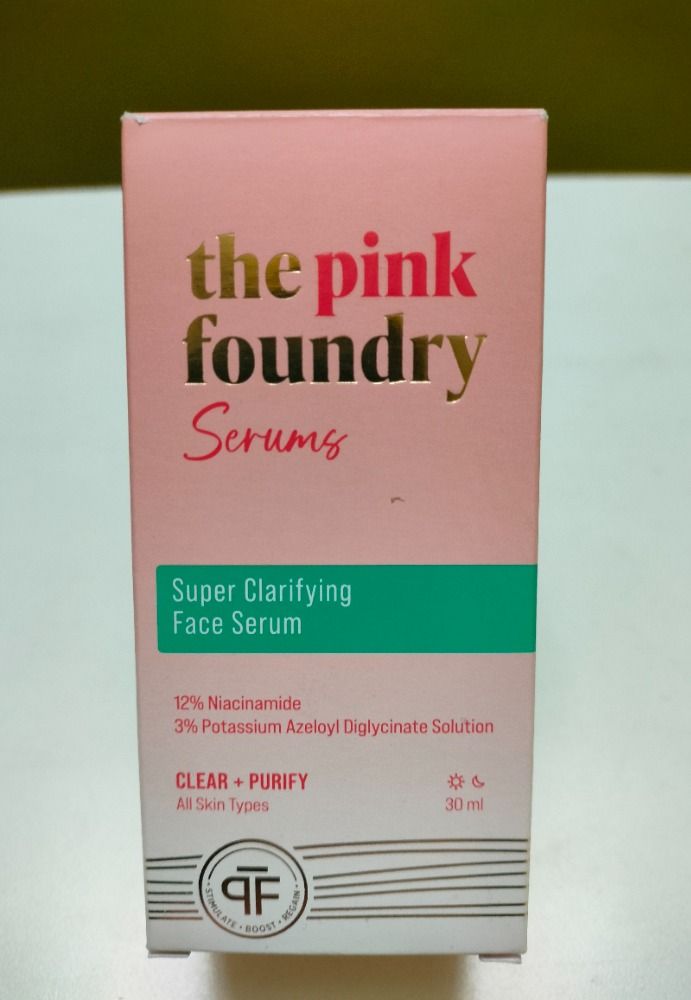 the pink
foundry
Serums
Super Clarifying
Face Serum
12% Niacinamide
3% Potassium Azeloyl Diglycinate Solution
CLEAR + PURIFY
All Skin Types
30 ml
PF
STIMULATE • BOOST • REGAIN